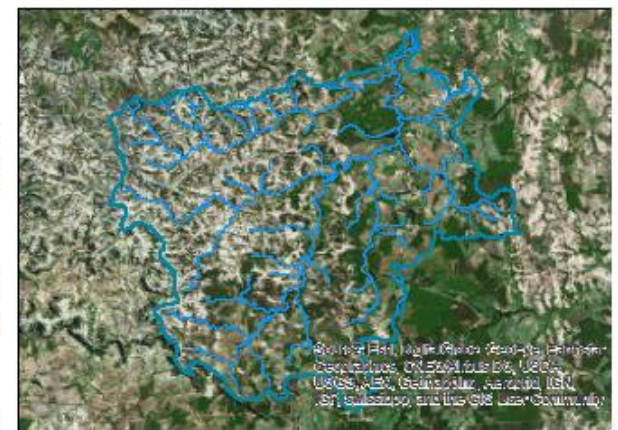 Source: Esri, DigitalGlobe, GeoEye, Earthstar
Geographics, CNES/Airbus DS, USDA,
USGS, AEX, Getmapping, Aerogrid, IGN,
IGP, swisstopo, and the GIS User Community